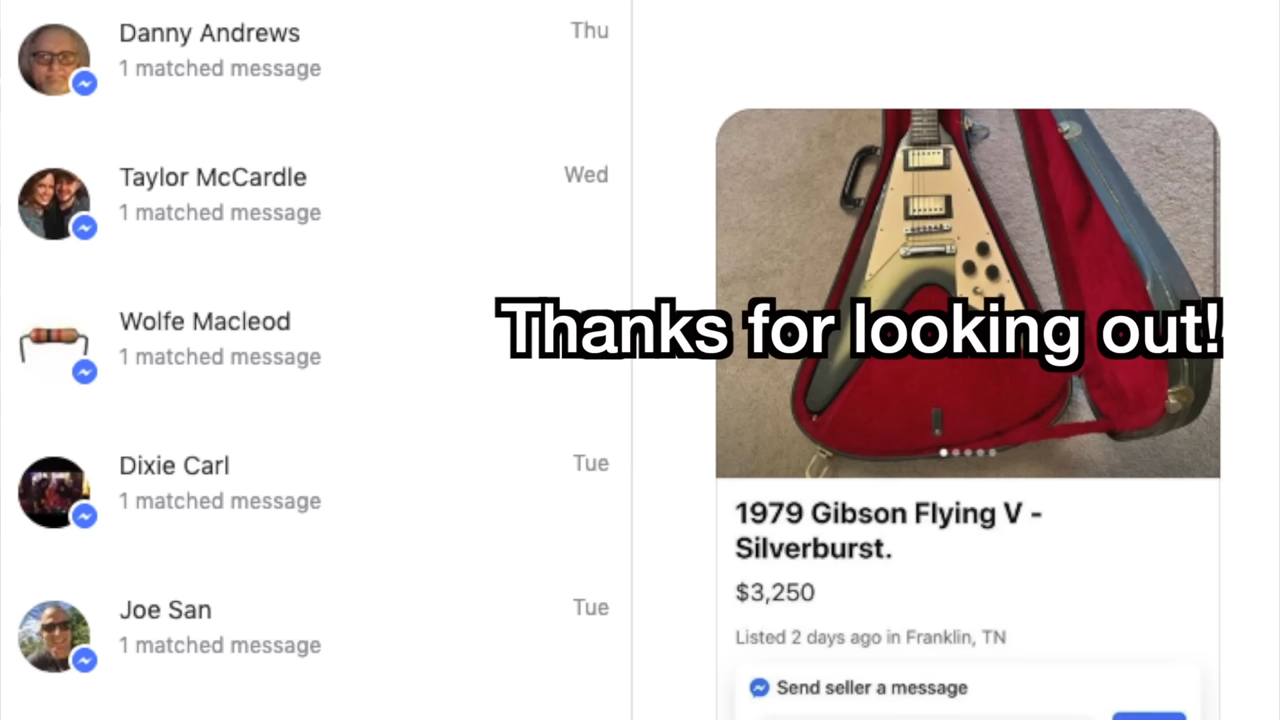 Danny Andrews
Thu
1 matched message
Taylor McCardle
Wed
1 matched message
Wolfe Macleod
1 matched message
Dixie Carl
Tue
1 matched message
Joe San
Tue
1 matched message
Thanks for looking out!
1979 Gibson Flying V -
Silverburst.
$3,250
Listed 2 days ago in Franklin, TN
Send seller a message